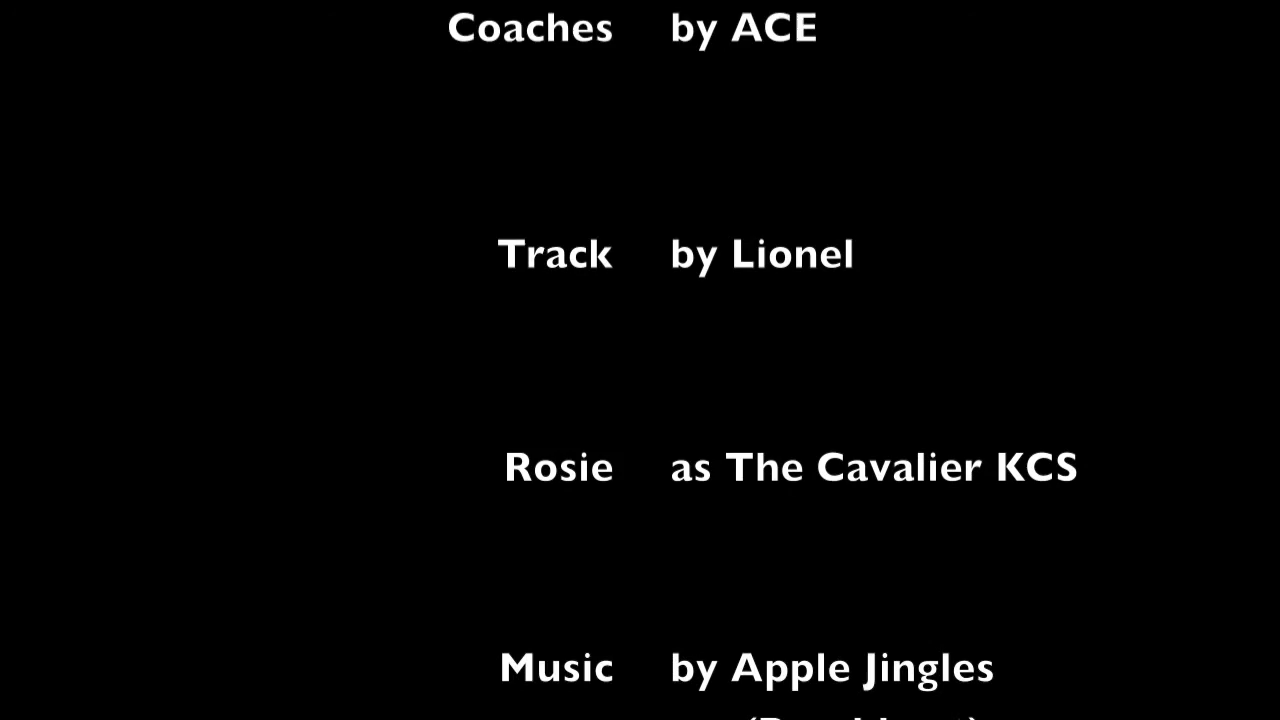 Coaches by ACE
Track by Lionel
Rosie as The Cavalier KCS
Music by Apple Jingles